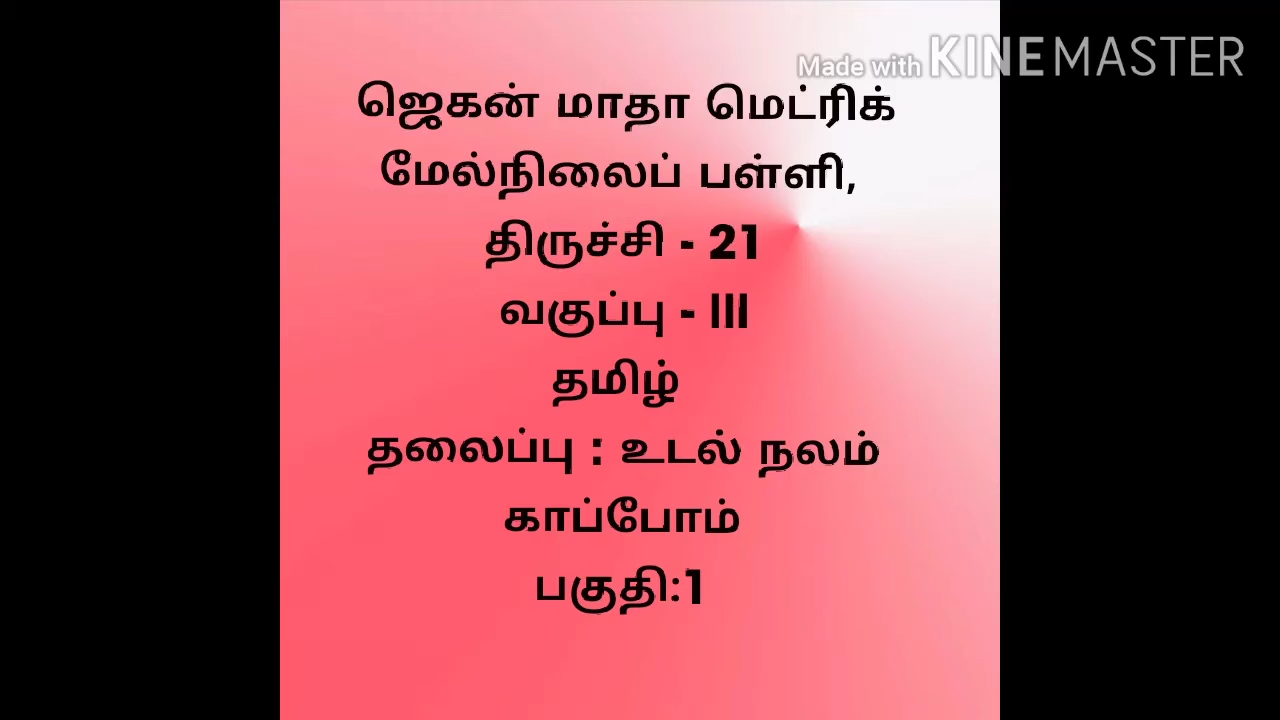 Made with KINEMASTER
ஜெகன் மாதா மெட்ரிக்
மேல்நிலைப் பள்ளி,
திருச்சி - 21
வகுப்பு - III
தமிழ்
தலைப்பு : உடல் நலம்
காப்போம்
பகுதி:1